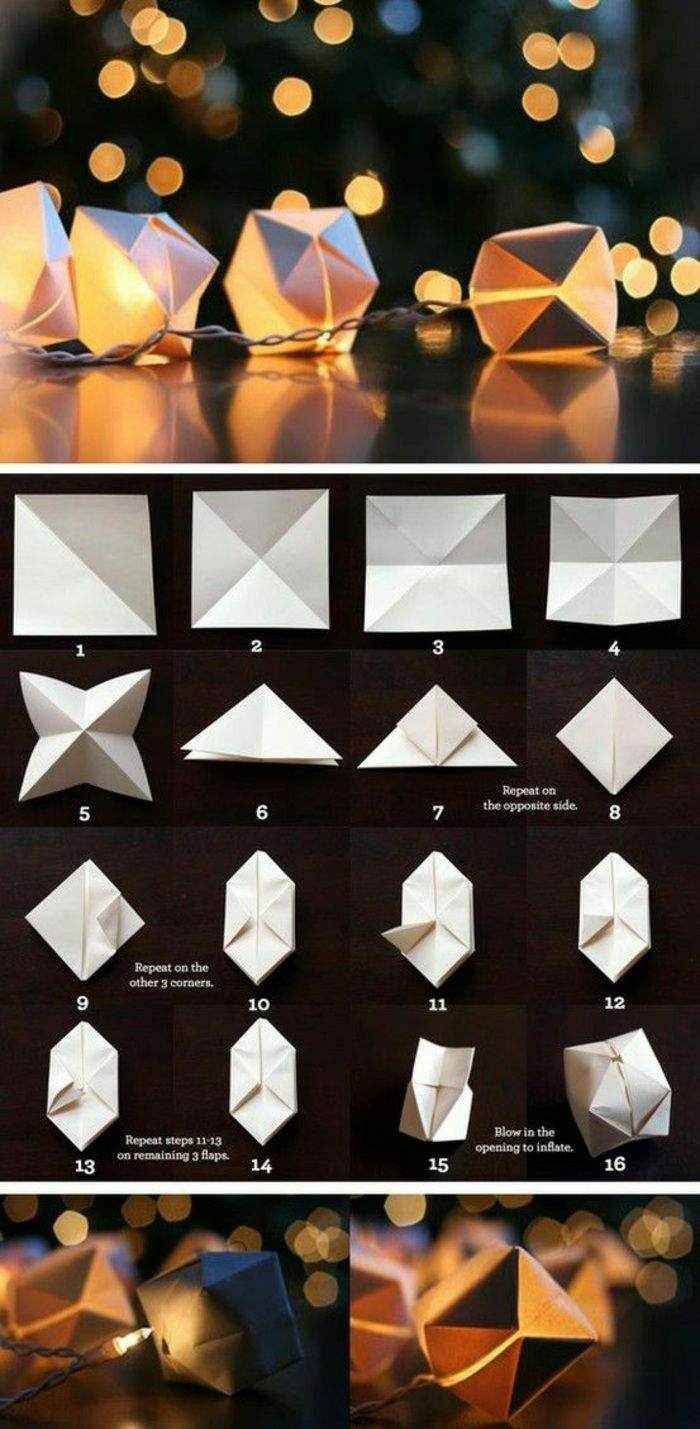 1
2
3
4
5
6
7
Repeat on
the opposite side.
8
9
Repeat on the
other 3 corners.
10
11
12
13
Repeat steps 11-13
on remaining 3 flaps.
14
15
Blow in the
opening to inflate.
16